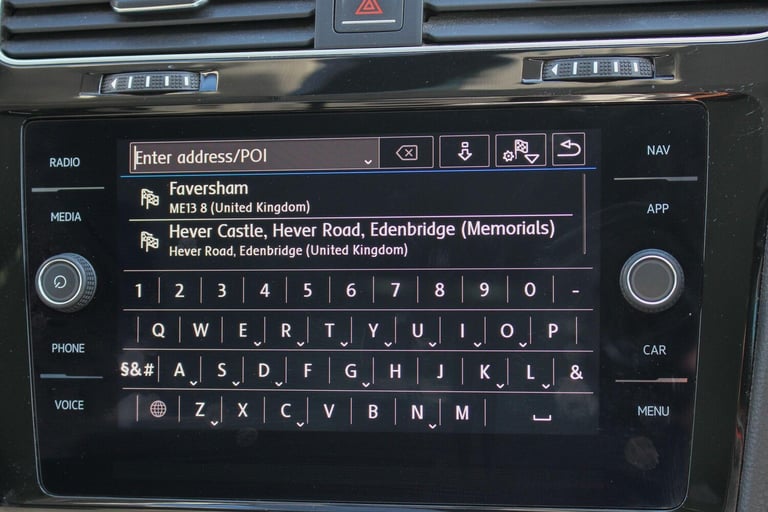 RADIO
MEDIA
PHONE
VOICE
Enter address/POI
Faversham
ME13 8 (United Kingdom)
Hever Castle, Hever Road, Edenbridge (Memorials)
Hever Road, Edenbridge (United Kingdom)
1 2 3 4 5 6 7 8 9 0 -
Q W E R T Y U I O P
§&# A S D F G H J K L &
Z X C V B N M
NAV
APP
CAR
MENU